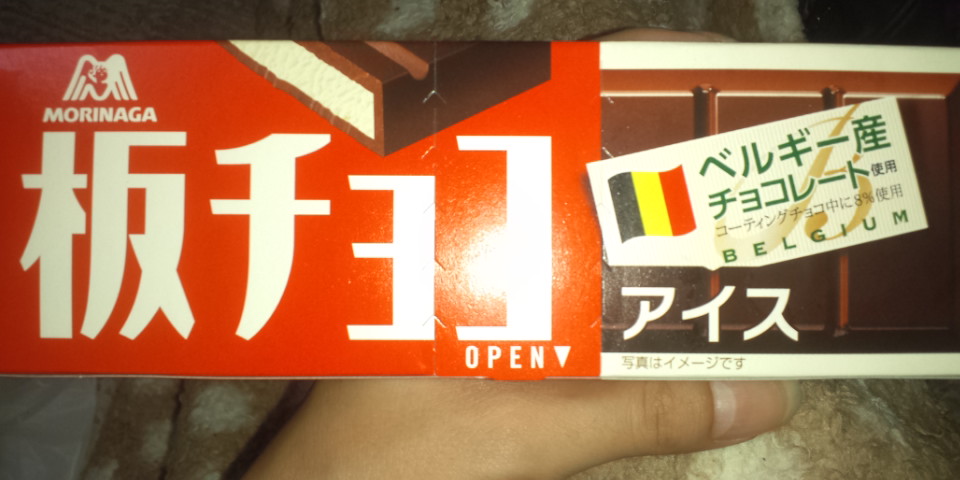 MORINAGA
板チョコ
OPEN▼
ベルギー産
チョコレート使用
コーティングチョコ中に8%使用
BELGIUM
アイス
写真はイメージです